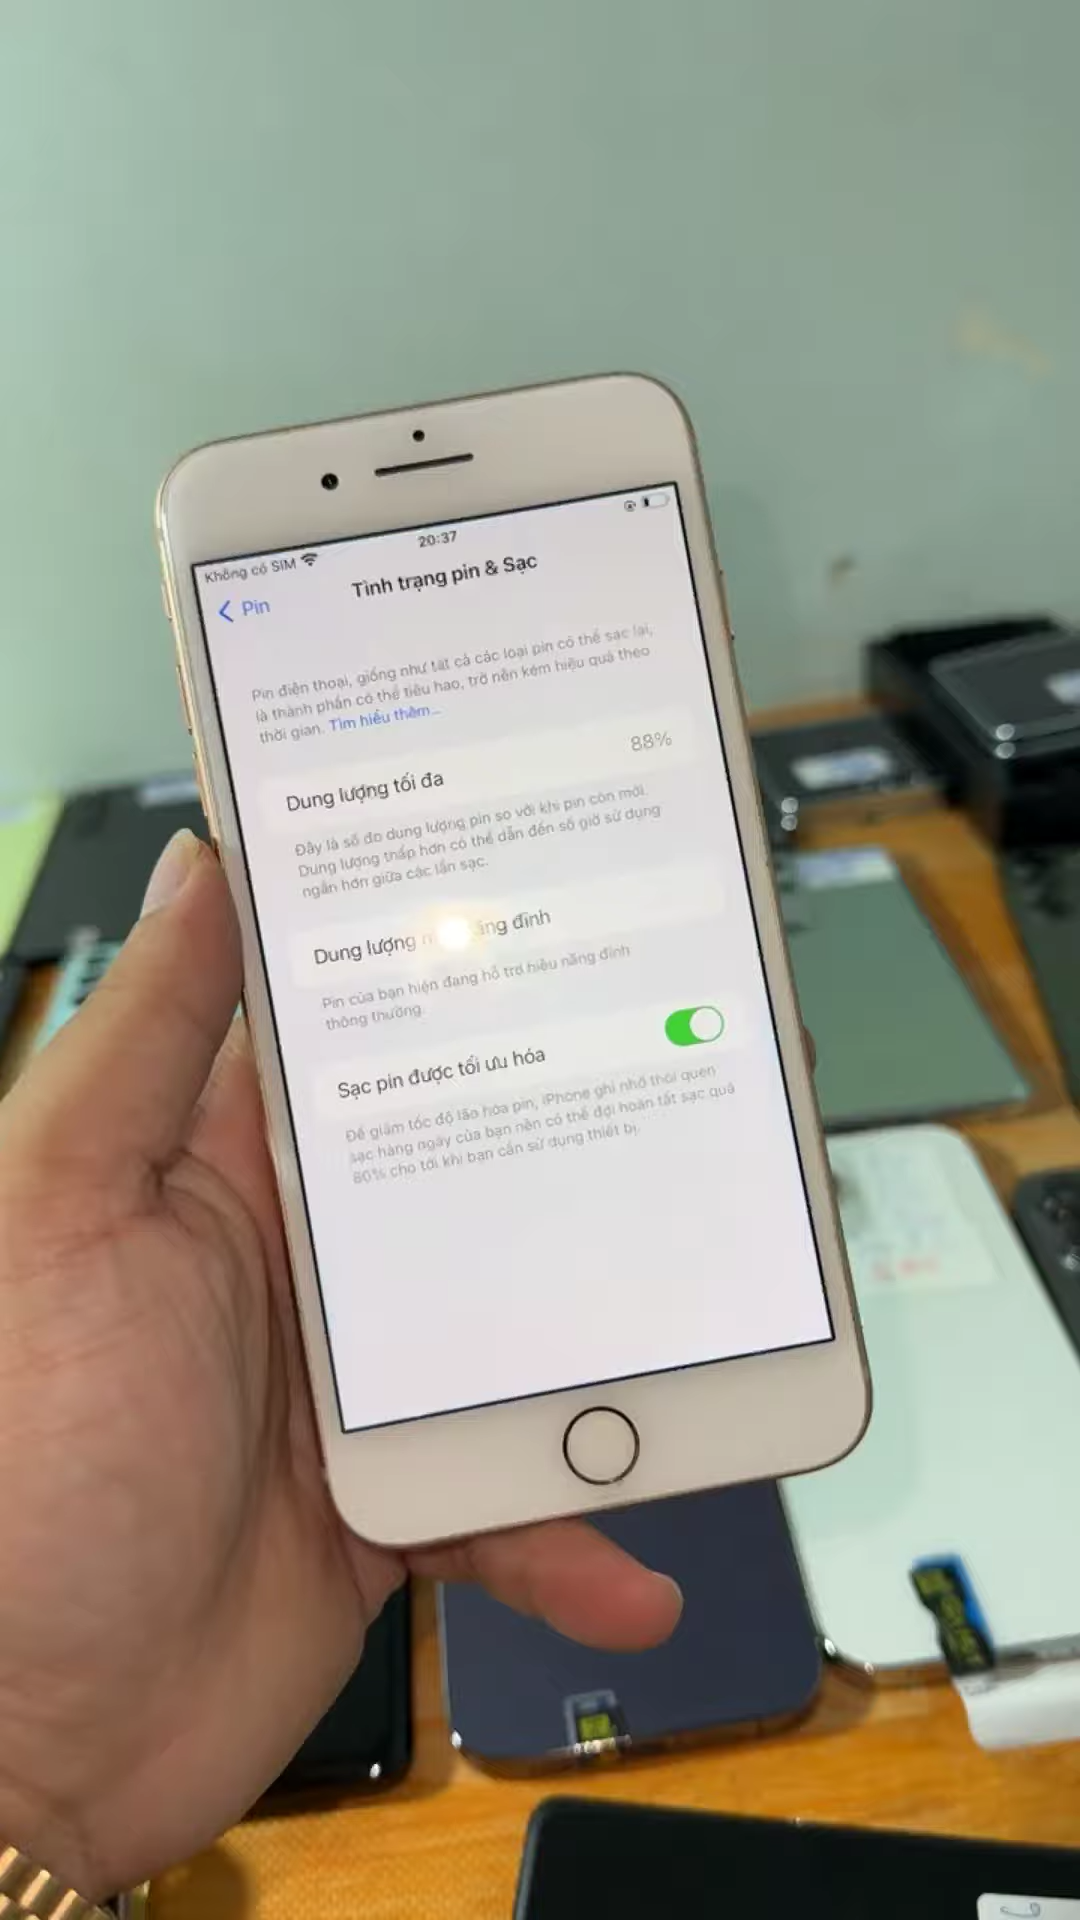 Không có SIM
20:37
Pin
Tình trạng pin & Sạc
Pin điện thoại, giống như tất cả các loại pin có thể sạc lại,
là thành phần có thể tiêu hao, trở nên kém hiệu quả theo
thời gian. Tìm hiểu thêm...
Dung lượng tối đa
88%
Đây là số đo dung lượng pin so với khi pin còn mới.
Dung lượng thấp hơn có thể dẫn đến số giờ sử dụng
ngắn hơn giữa các lần sạc.
Dung lượng đỉnh
Pin của bạn hiện đang hỗ trợ hiệu năng đỉnh
thông thường.
Sạc pin được tối ưu hóa
Để giảm tốc độ lão hóa pin, iPhone ghi nhớ thói quen
sạc hàng ngày của bạn nên có thể đợi hoàn tất sạc quá
80% cho tới khi bạn cần sử dụng thiết bị.